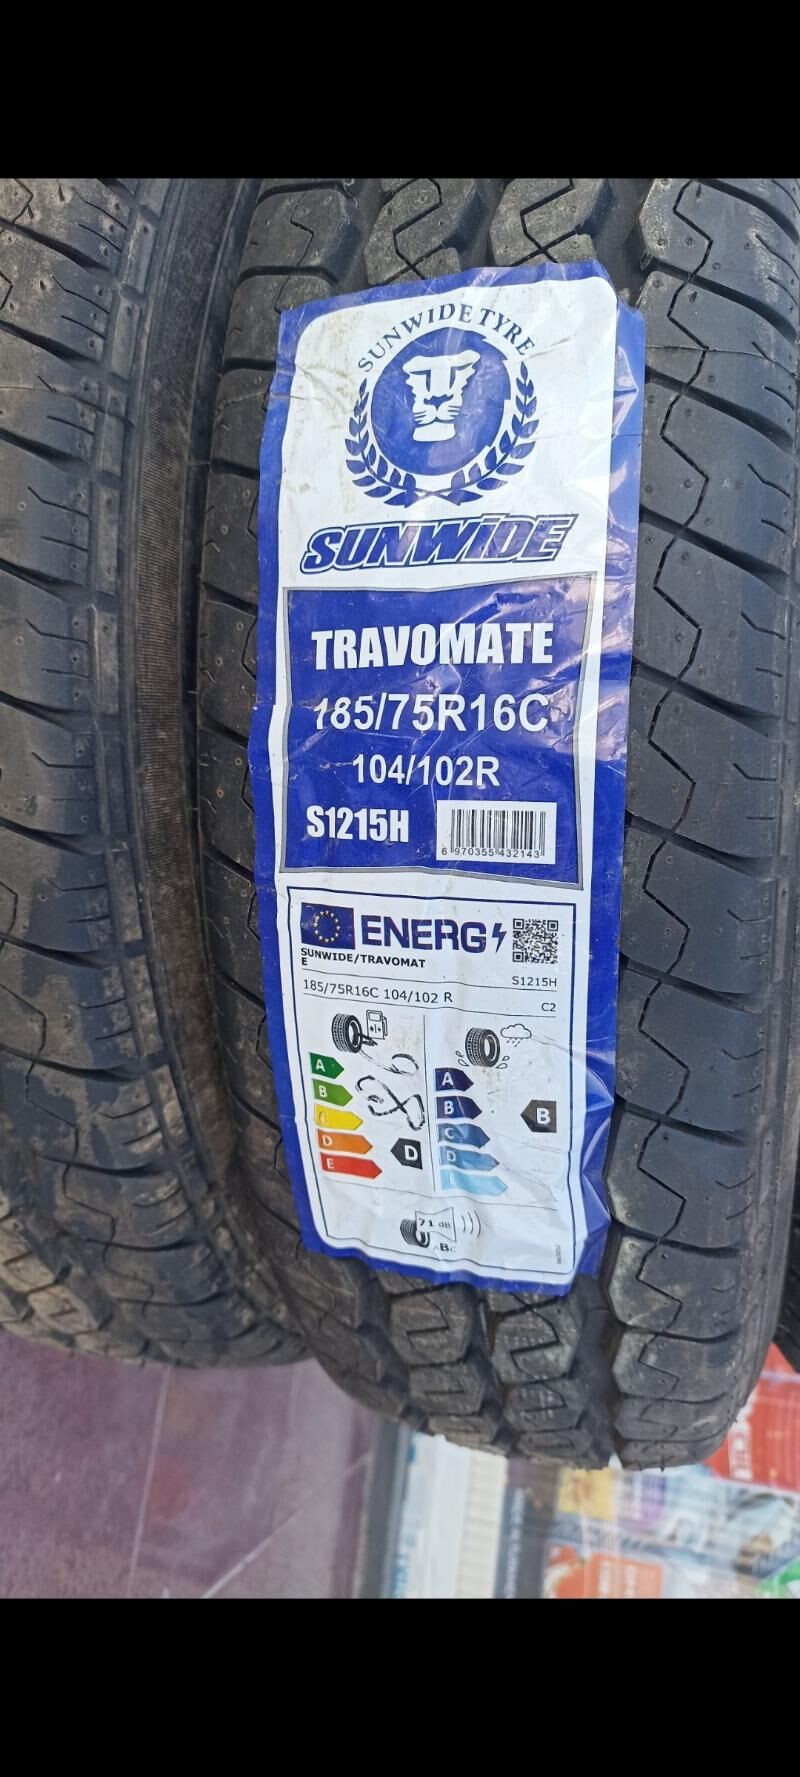 SUNWIDE TYRE
SUNWIDE
TRAVOMATE
185/75R16C
104/102R
S1215H
6 970355 432143
ENERG
SUNWIDE/TRAVOMAT
E
S1215H
185/75R16C 104/102 R
C2
A
B
C
D
E
D
A
B
C
D
E
B
71 dB
ABC